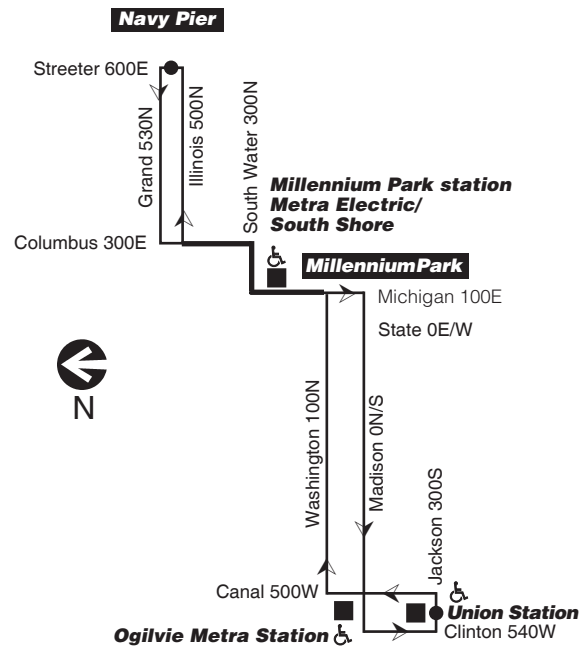 Navy Pier
Streeter 600E
Grand 530N
Illinois 500N
South Water 300N
Millennium Park station
Metra Electric/
South Shore
Columbus 300E
MillenniumPark
Michigan 100E
State 0E/W
N
Washington 100N
Madison 0N/S
Jackson 300S
Canal 500W
Union Station
Clinton 540W
Ogilvie Metra Station